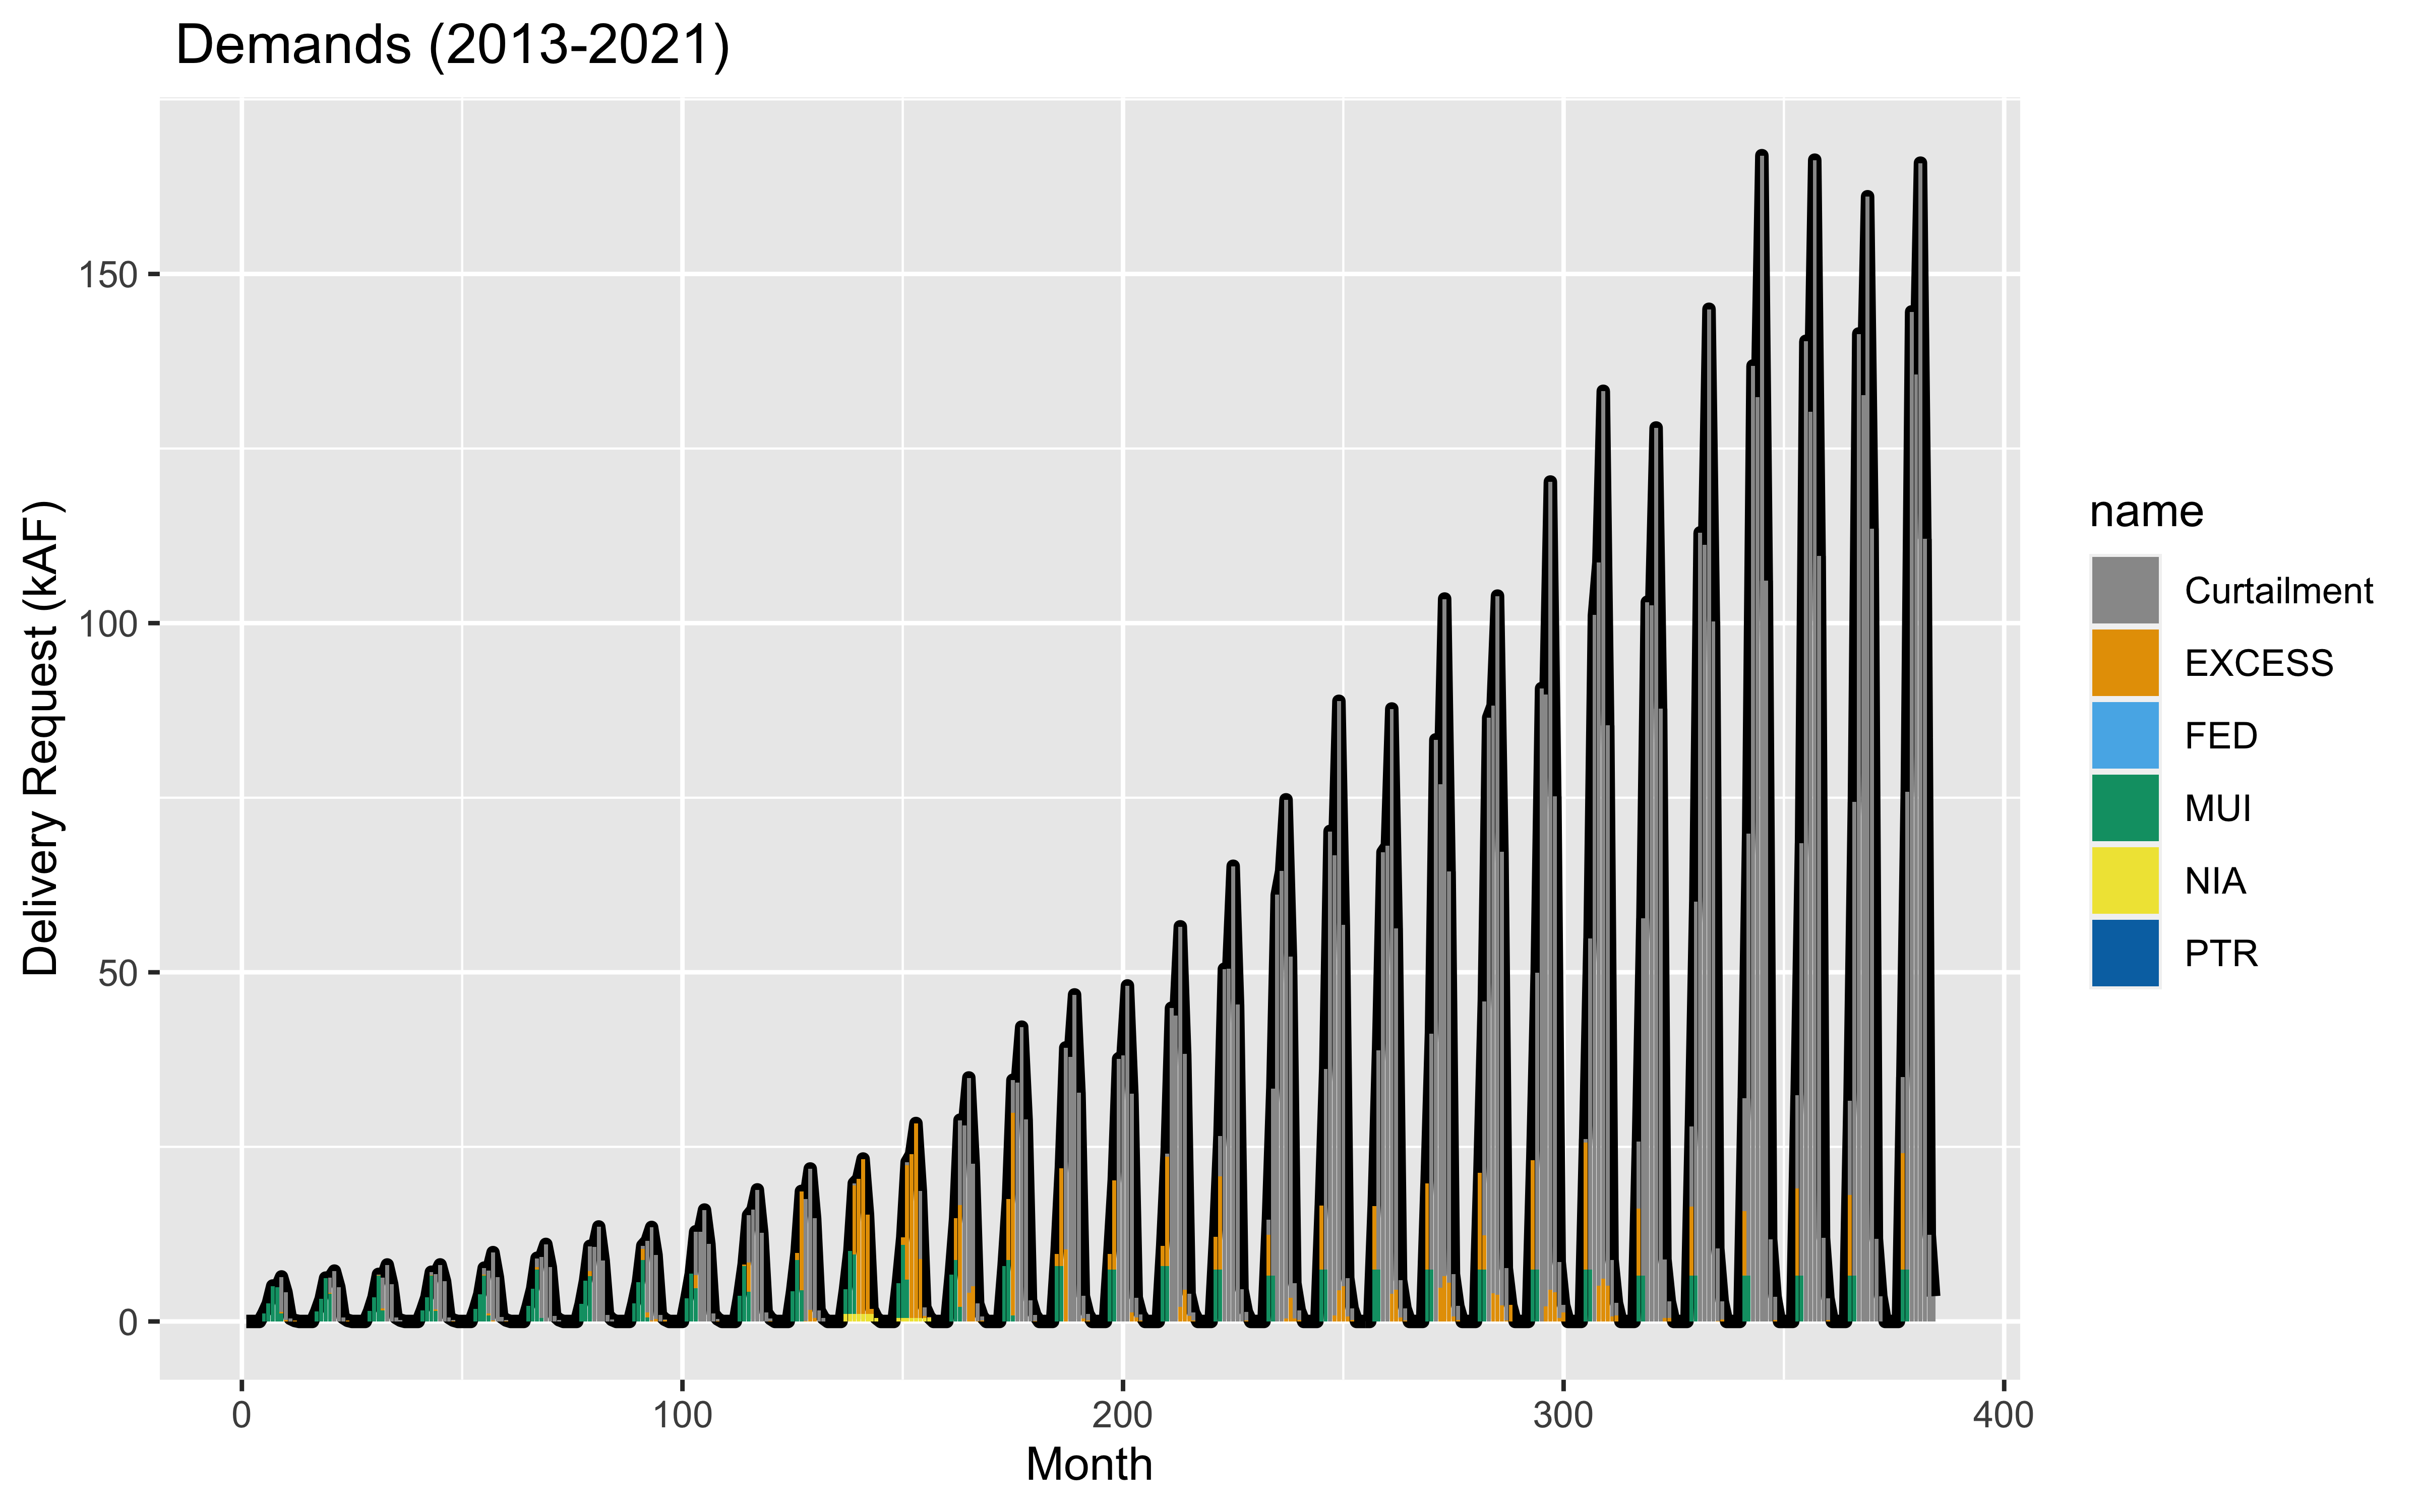 Demands (2013-2021)
Delivery Request (kAF)
150
100
50
0
0
100
200
300
400
Month
name
Curtailment
EXCESS
FED
MUI
NIA
PTR